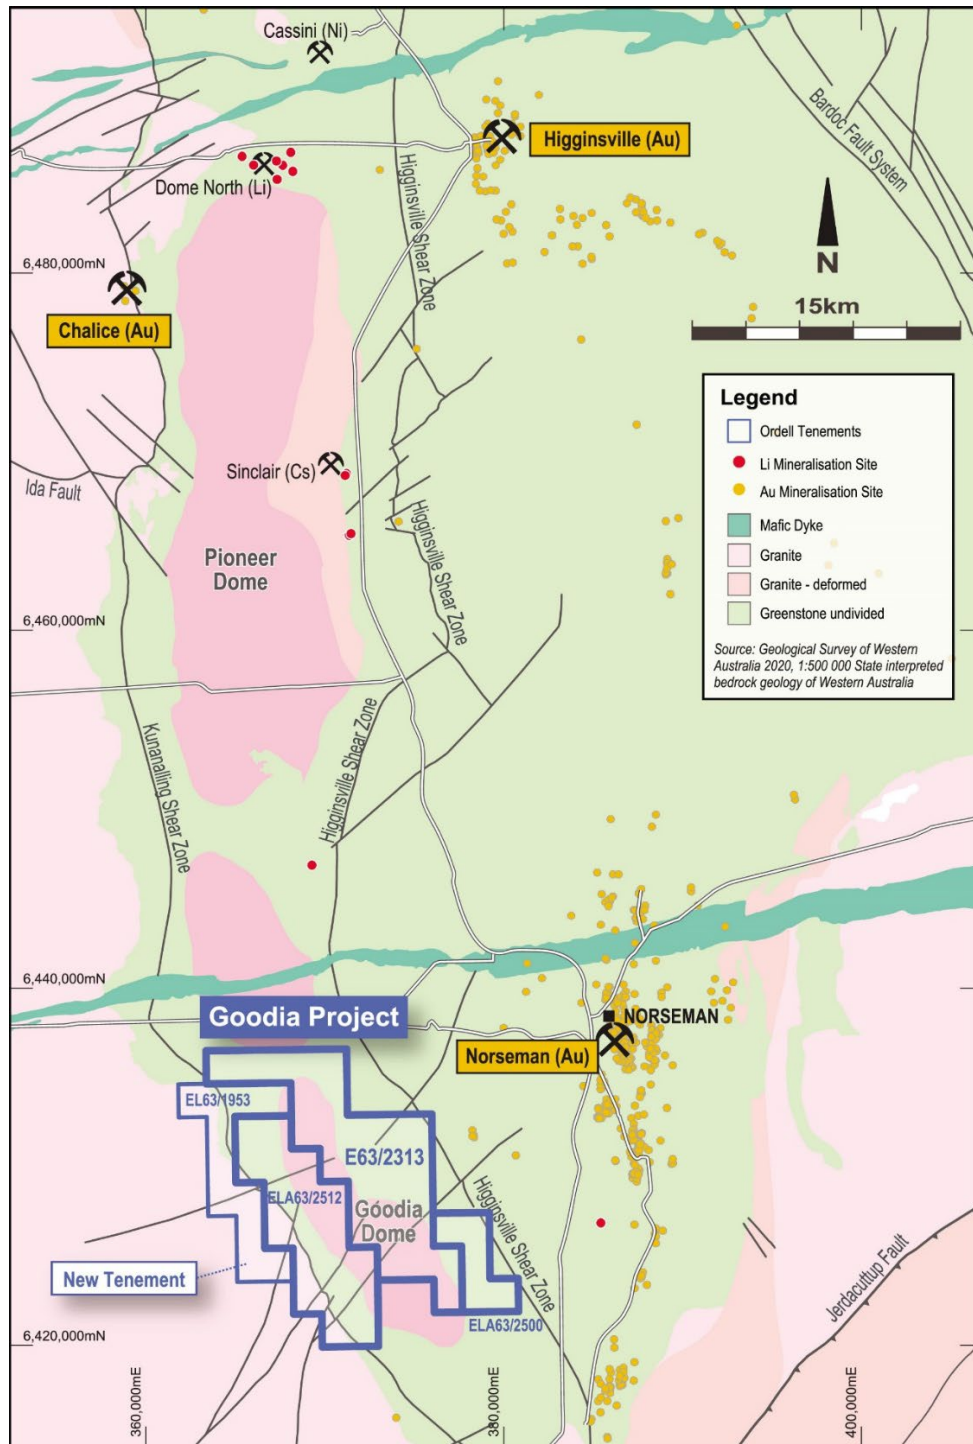 Cassini (Ni)
Bardoc Fault System
Higginsville (Au)
Dome North (Li)
Higginsville Shear Zone
6,480,000mN
N
15km
Chalice (Au)
Legend
Ordell Tenements
Li Mineralisation Site
Au Mineralisation Site
Mafic Dyke
Granite
Granite - deformed
Greenstone undivided
Source: Geological Survey of Western
Australia 2020, 1:500 000 State interpreted
bedrock geology of Western Australia
Sinclair (Cs)
Ida Fault
Higginsville Shear Zone
Pioneer
Dome
6,460,000mN
Kunanalling Shear Zone
Higginsville Shear Zone
6,440,000mN
Goodia Project
NORSEMAN
Norseman (Au)
EL63/1953
E63/2313
ELA63/2512
Goodia
Dome
Higginsville Shear Zone
New Tenement
ELA63/2500
Jerdacuttup Fault
6,420,000mN
360,000mE
380,000mE
400,000mE